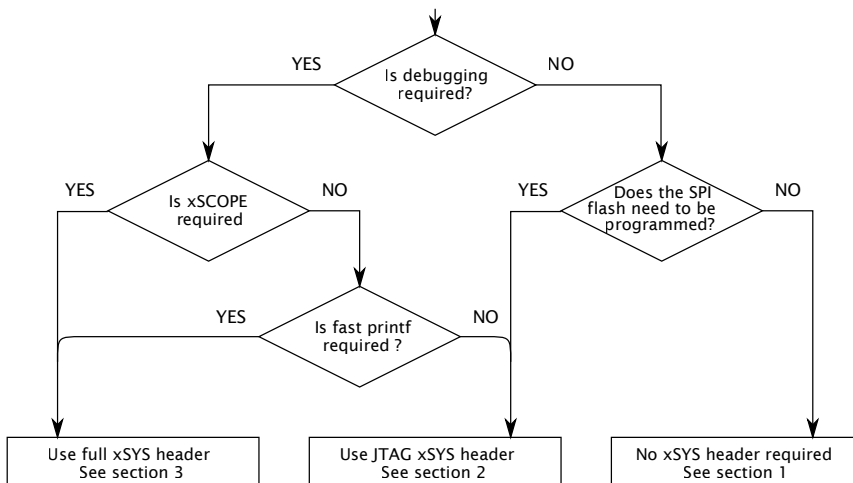 YES
Is debugging
required?
NO
YES
Is xSCOPE
required
NO
YES
Does the SPI
flash need to be
programmed?
NO
YES
Is fast printf
required ?
NO
Use full xSYS header
See section 3
Use JTAG xSYS header
See section 2
No xSYS header required
See section 1